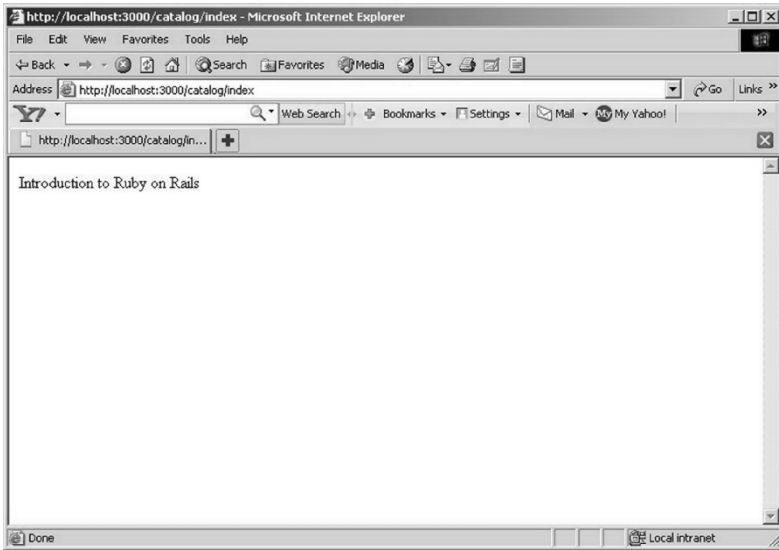 http://localhost:3000/catalog/index - Microsoft Internet Explorer
File Edit View Favorites Tools Help
Back Search Favorites Media
Address http://localhost:3000/catalog/index Go Links »
Y! Web Search Bookmarks Settings Mail My My Yahoo! »
http://localhost:3000/catalog/in...
Introduction to Ruby on Rails
Done Local intranet